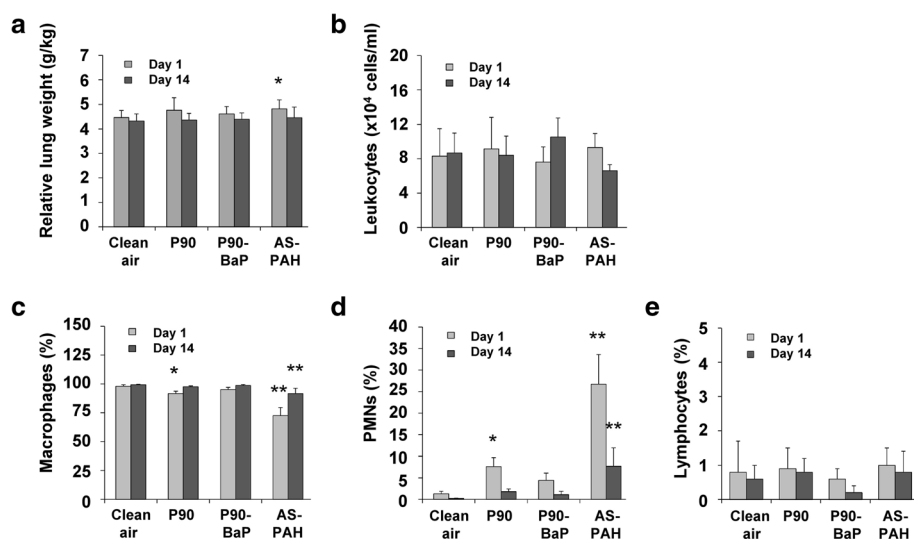 a
Relative lung weight (g/kg)
7
6
5
4
3
2
1
0
Day 1
Day 14
*
Clean air
P90
P90-BaP
AS-PAH
b
Leukocytes (x10⁴ cells/ml)
20
16
12
8
4
0
Day 1
Day 14
Clean air
P90
P90-BaP
AS-PAH
c
Macrophages (%)
150
125
100
75
50
25
0
Day 1
Day 14
*
**
**
Clean air
P90
P90-BaP
AS-PAH
d
PMNs (%)
40
35
30
25
20
15
10
5
0
Day 1
Day 14
*
**
**
Clean air
P90
P90-BaP
AS-PAH
e
Lymphocytes (%)
5
4
3
2
1
0
Day 1
Day 14
Clean air
P90
P90-BaP
AS-PAH